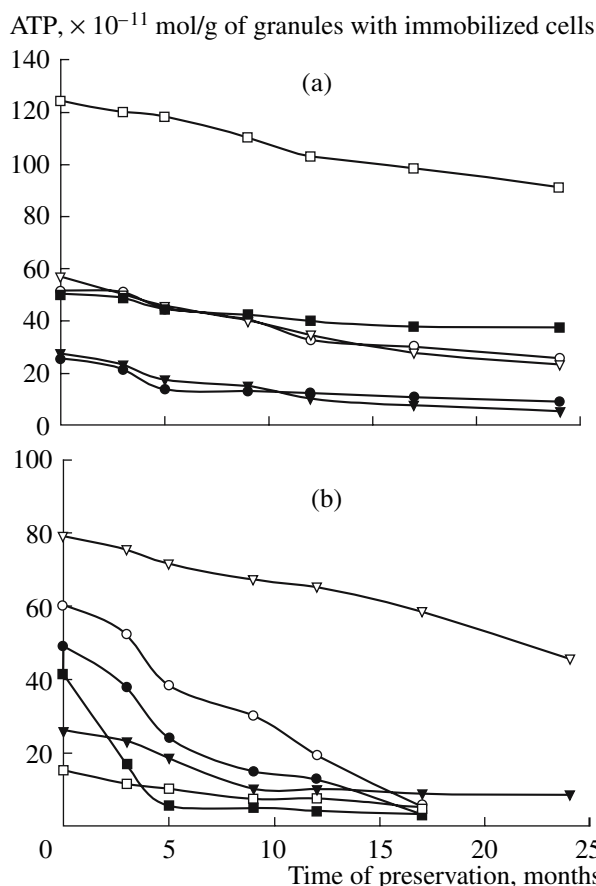 ATP, × 10⁻¹¹ mol/g of granules with immobilized cells
140
(a)
120
100
80
60
40
20
0
100
(b)
80
60
40
20
0 5 10 15 20 25
Time of preservation, months